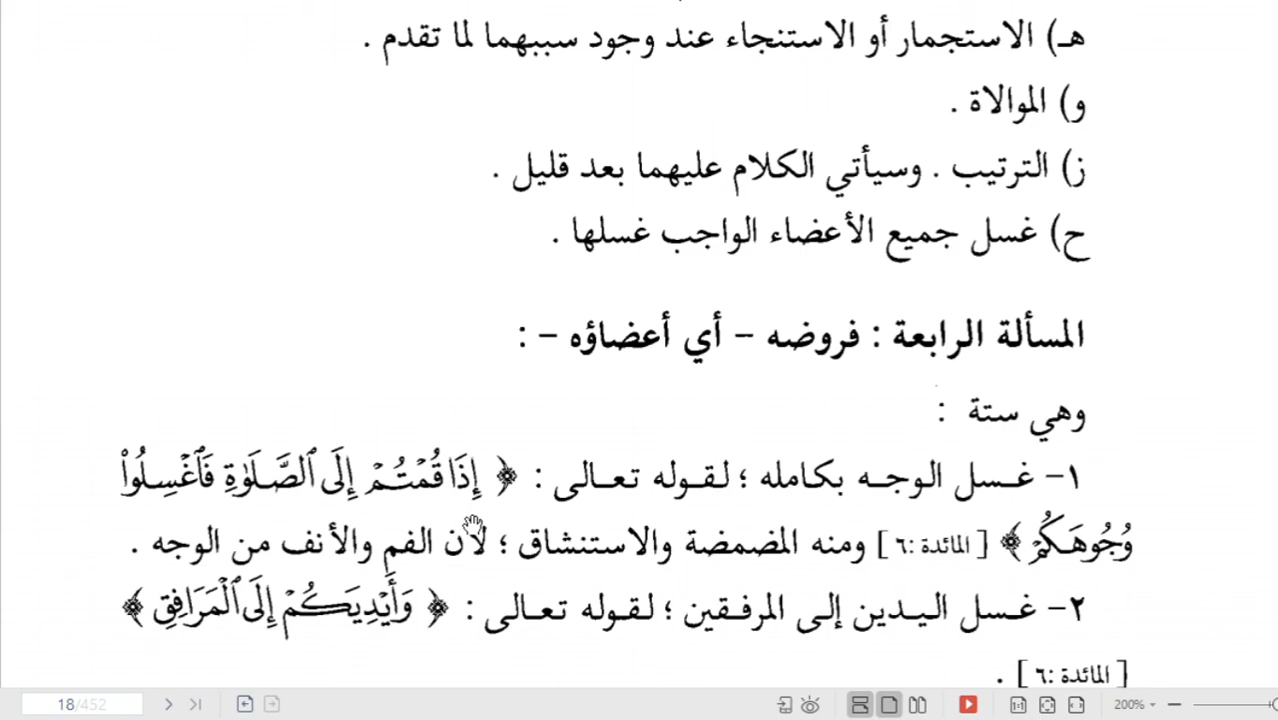 هـ) الاستجمار أو الاستنجاء عند وجود سببهما لما تقدم .
و) الموالاة .
ز) الترتيب . وسيأتي الكلام عليهما بعد قليل .
ح) غسل جميع الأعضاء الواجب غسلها .
المسألة الرابعة : فروضه – أي أعضاؤه – :
وهي ستة :
١- غسل الوجه بكامله ؛ لقوله تعالى : ﴿ إِذَا قُمْتُمْ إِلَى ٱلصَّلَوٰةِ فَٱغْسِلُوا۟
وُجُوهَكُمْ ﴾ [ المائدة :٦ ] ومنه المضمضة والاستنشاق ؛ لأن الفم والأنف من الوجه .
٢- غسل اليدين إلى المرفقين ؛ لقوله تعالى : ﴿ وَأَيْدِيَكُمْ إِلَى ٱلْمَرَافِقِ ﴾
[ المائدة :٦ ] .
18/452
200%